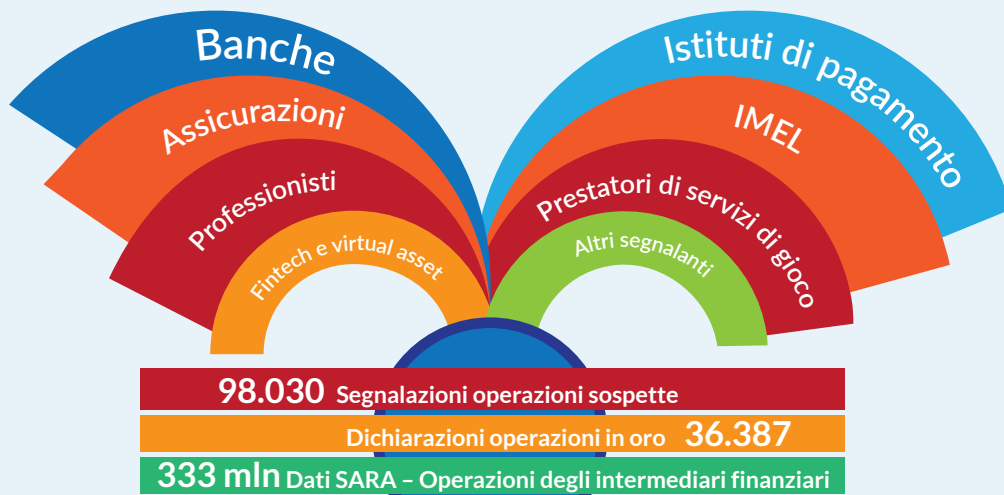 Banche
Assicurazioni
Professionisti
Fintech e virtual asset
Istituti di pagamento
IMEL
Prestatori di servizi di gioco
Altri segnalanti
98.030 Segnalazioni operazioni sospette
Dichiarazioni operazioni in oro 36.387
333 mln Dati SARA – Operazioni degli intermediari finanziari